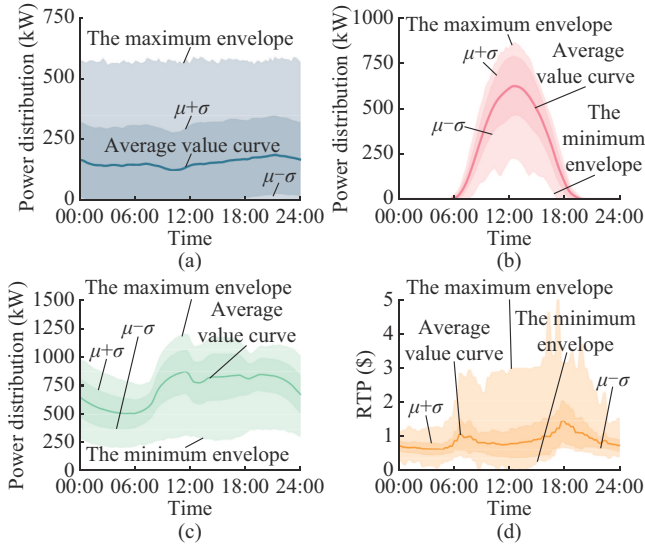 Power distribution (kW)
750
500
250
0
The maximum envelope
μ+σ
Average value curve
μ−σ
00:00 06:00 11:00 18:00 24:00
Time
(a)
Power distribution (kW)
1000
750
500
250
0
The maximum envelope
μ+σ
Average
value curve
μ−σ
The
minimum
envelope
00:00 06:00 12:00 18:00 24:00
Time
(b)
Power distribution (kW)
1500
1250
1000
750
500
250
0
The maximum envelope
Average
value curve
μ−σ
μ+σ
The minimum envelope
00:00 06:00 12:00 18:00 24:00
Time
(c)
RTP ($)
5
4
3
2
1
0
The maximum envelope
Average
value curve
The minimum
envelope
μ+σ
μ−σ
00:00 06:00 12:00 18:00 24:00
Time
(d)